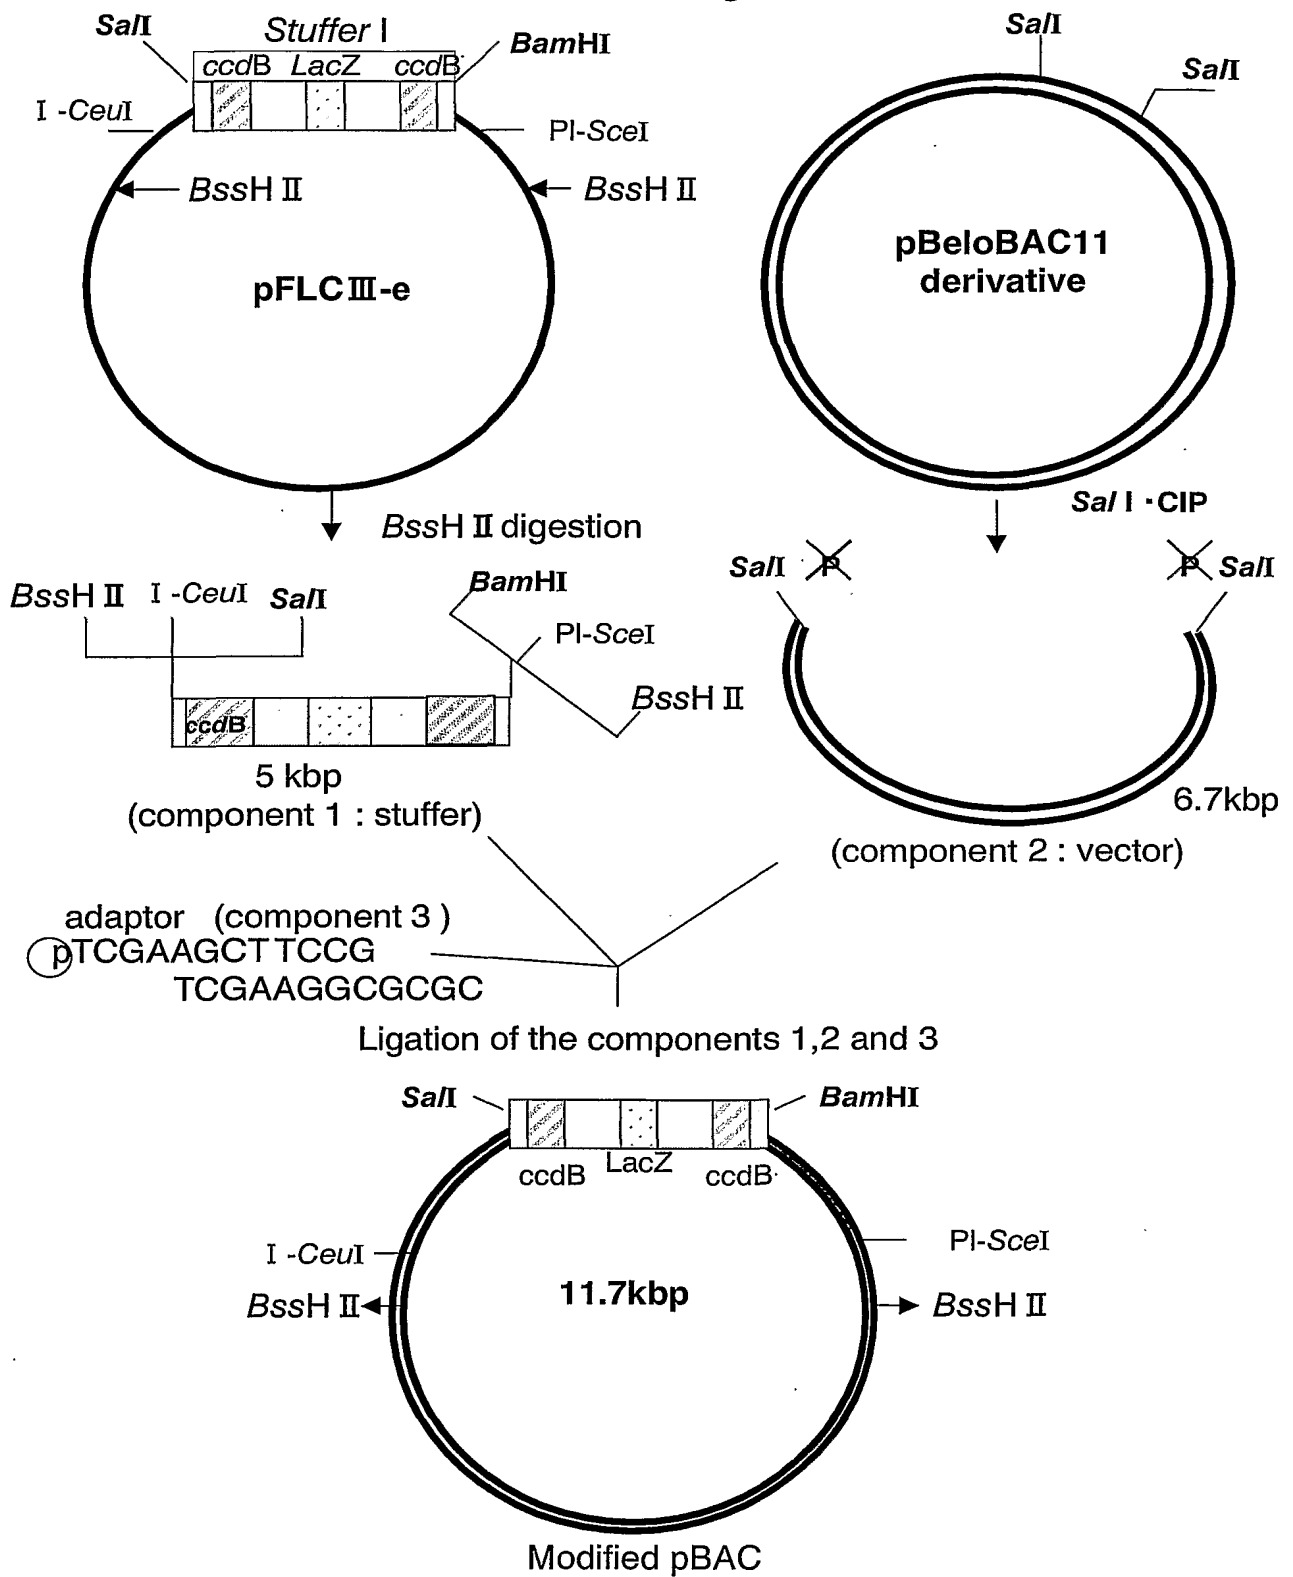 SalI
Stuffer I
BamHI
ccdB LacZ ccdB
I -CeuI
PI-SceI
BssH II
BssH II
pFLCIII-e
SalI
SalI
pBeloBAC11
derivative
BssH II digestion
Sal I ·CIP
BssH II I -CeuI SalI
BamHI
PI-SceI
BssH II
ccdB
5 kbp
(component 1 : stuffer)
SalI P P SalI
6.7kbp
(component 2 : vector)
adaptor (component 3 )
pTCGAAGCTTCCG
TCGAAGGCGCGC
Ligation of the components 1,2 and 3
SalI
BamHI
ccdB LacZ ccdB
I -CeuI
PI-SceI
BssH II
11.7kbp
BssH II
Modified pBAC